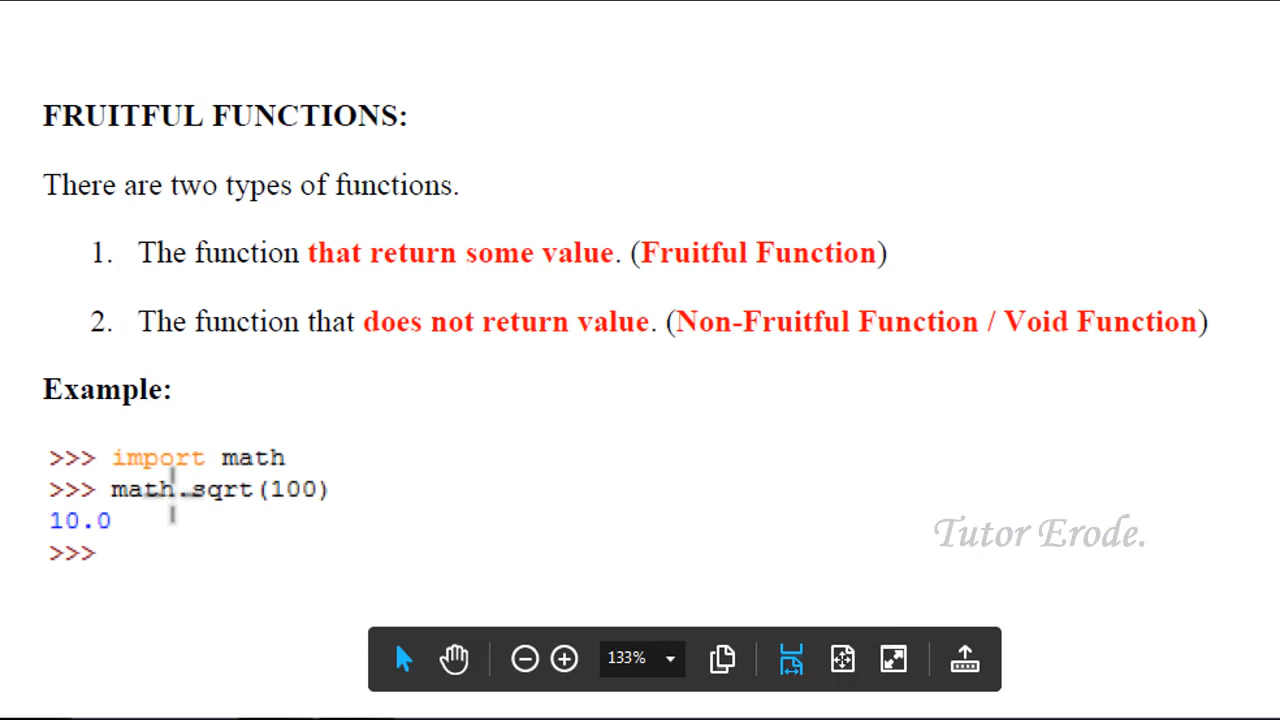 FRUITFUL FUNCTIONS:
There are two types of functions.
1. The function that return some value. (Fruitful Function)
2. The function that does not return value. (Non-Fruitful Function / Void Function)
Example:
>>> import math
>>> math.sqrt(100)
10.0
>>>
Tutor Erode.
133%